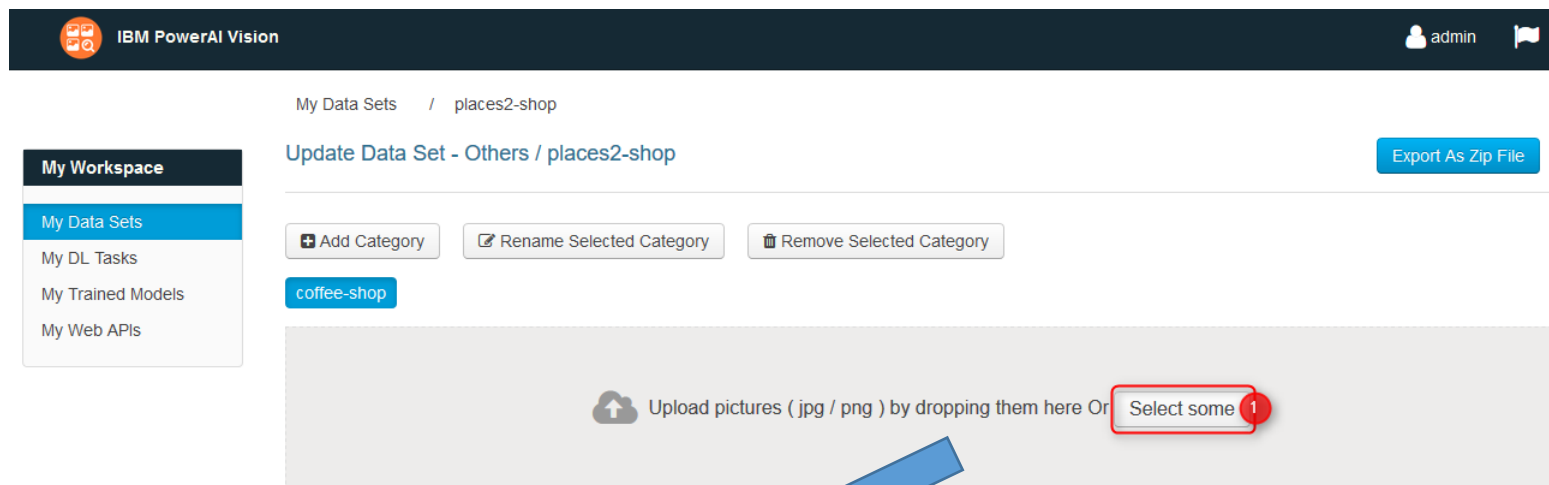 IBM PowerAI Vision
admin
My Data Sets / places2-shop
Update Data Set - Others / places2-shop
Export As Zip File
My Workspace
My Data Sets
My DL Tasks
My Trained Models
My Web APIs
Add Category
Rename Selected Category
Remove Selected Category
coffee-shop
Upload pictures ( jpg / png ) by dropping them here Or Select some 1